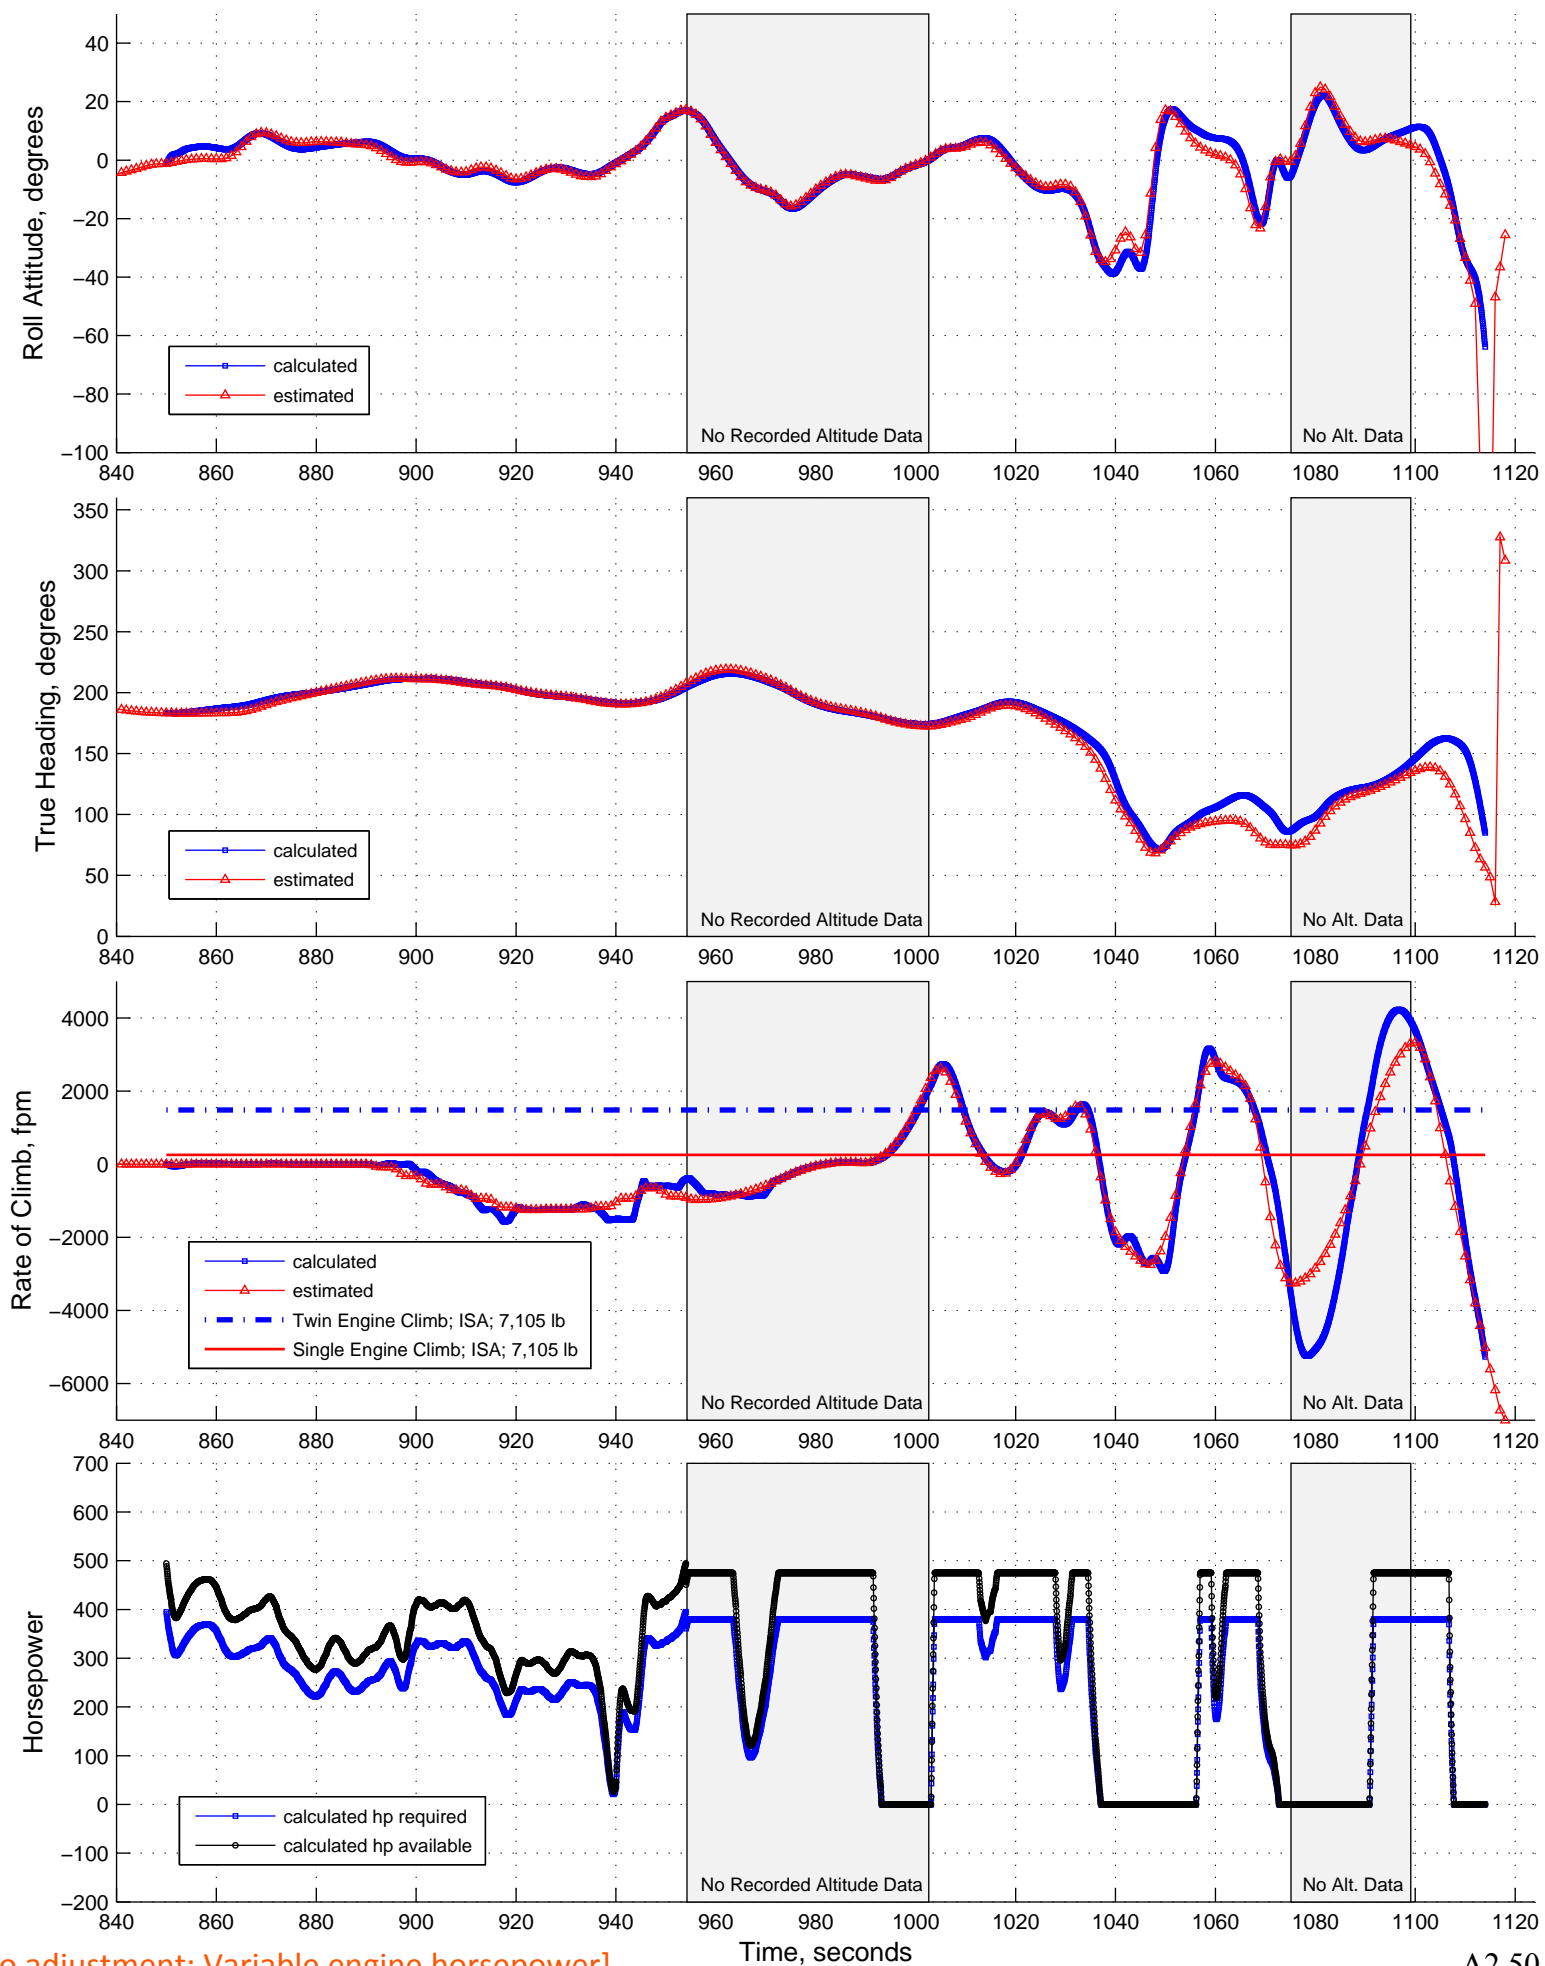 40
20
0
−20
−40
−60
−80
−100
Roll Attitude, degrees
calculated
estimated
No Recorded Altitude Data
No Alt. Data
840 860 880 900 920 940 960 980 1000 1020 1040 1060 1080 1100 1120
350
300
250
200
150
100
50
0
True Heading, degrees
calculated
estimated
No Recorded Altitude Data
No Alt. Data
840 860 880 900 920 940 960 980 1000 1020 1040 1060 1080 1100 1120
4000
2000
0
−2000
−4000
−6000
Rate of Climb, fpm
calculated
estimated
Twin Engine Climb; ISA; 7,105 lb
Single Engine Climb; ISA; 7,105 lb
No Recorded Altitude Data
No Alt. Data
840 860 880 900 920 940 960 980 1000 1020 1040 1060 1080 1100 1120
700
600
500
400
300
200
100
0
−100
−200
Horsepower
calculated hp required
calculated hp available
No Recorded Altitude Data
No Alt. Data
840 860 880 900 920 940 960 980 1000 1020 1040 1060 1080 1100 1120
Time, seconds
adjustment: Variable engine horsepower]
A2 50